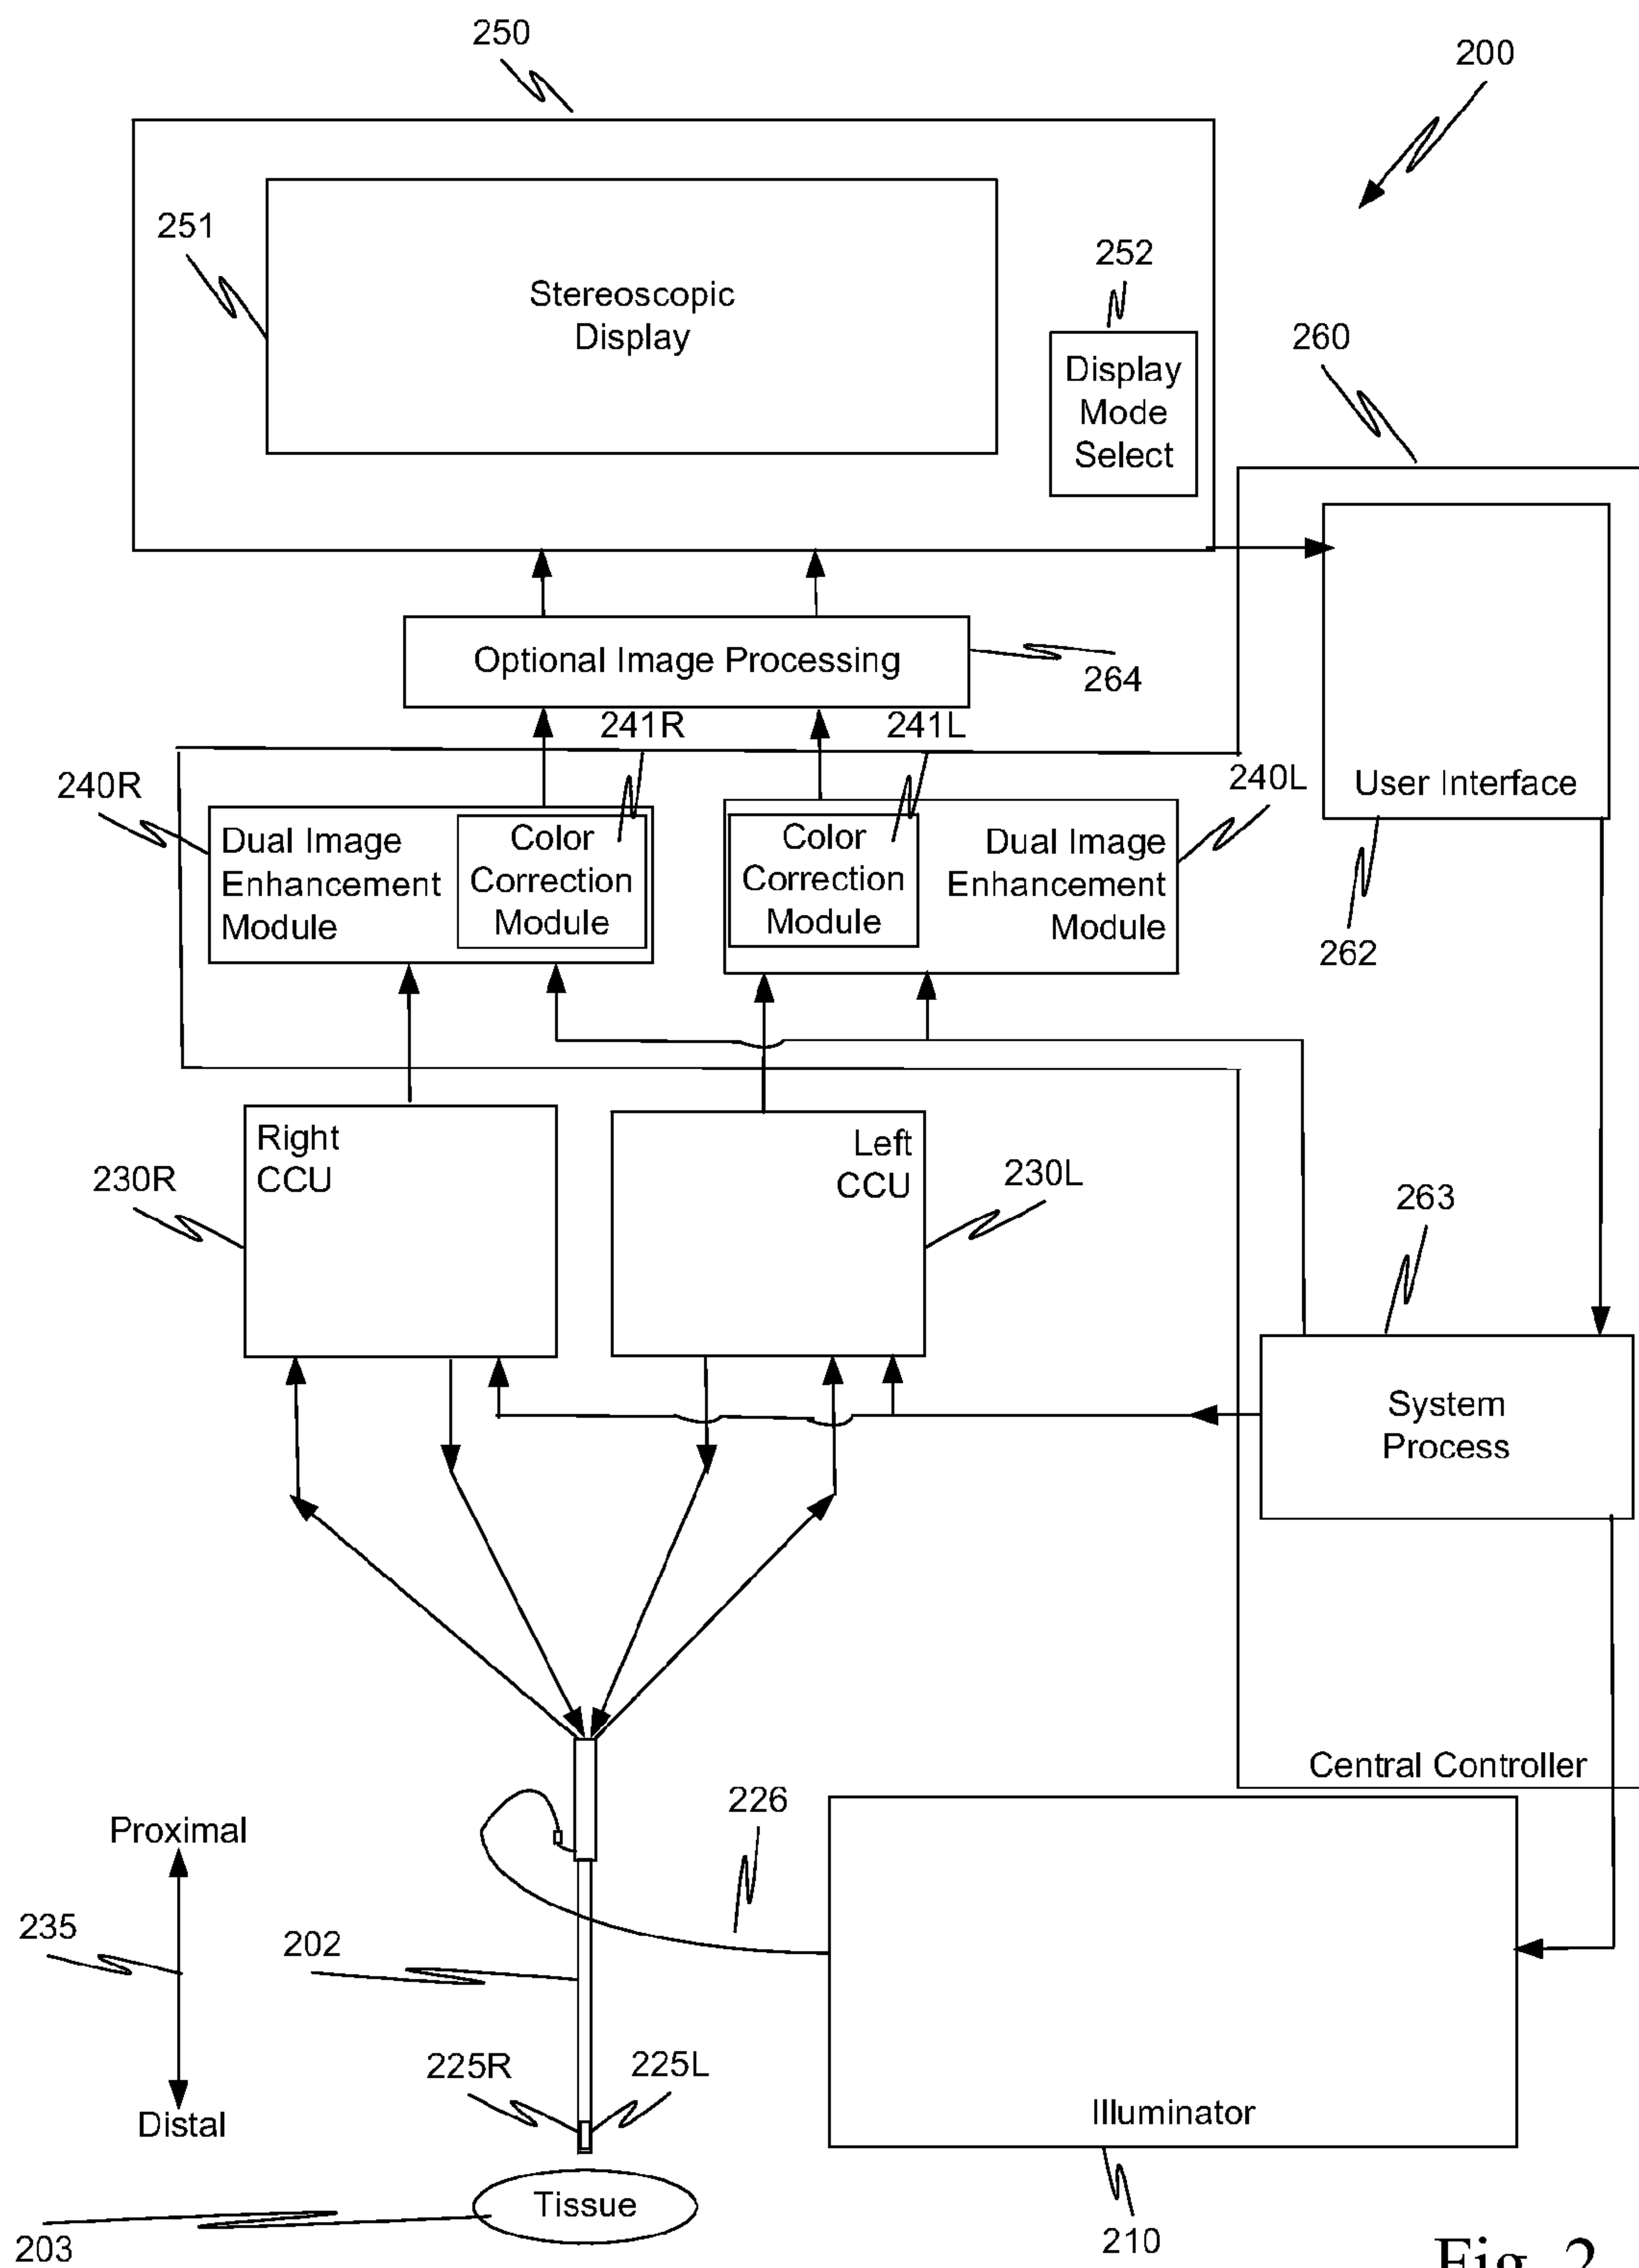 250
200
251
Stereoscopic
Display
252
Display
Mode
Select
260
Optional Image Processing
264
241R
241L
240R
240L
Dual Image
Enhancement
Module
Color
Correction
Module
Color
Correction
Module
Dual Image
Enhancement
Module
User Interface
262
Right
CCU
Left
CCU
230R
230L
263
System
Process
Central Controller
226
Proximal
235
202
Distal
225R
225L
Illuminator
Tissue
203
210
Fig. 2